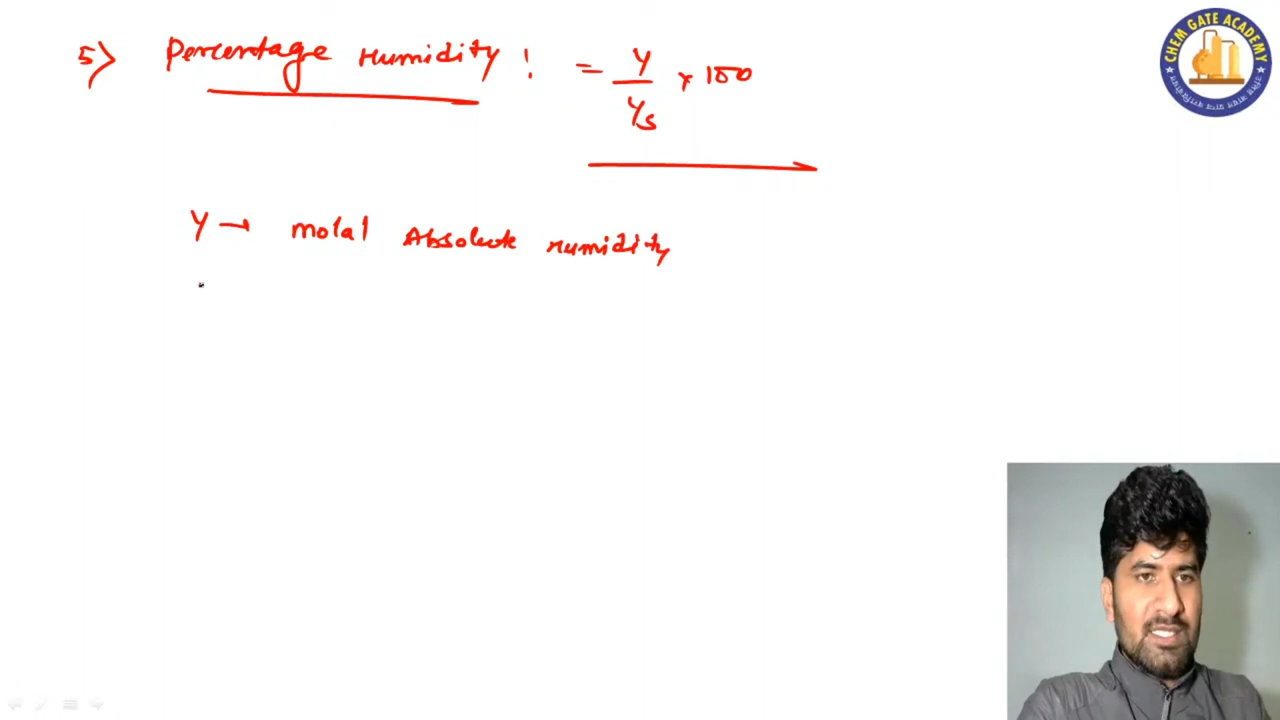 5) Percentage Humidity : = Y/Ys × 100
Y → molal Absolute Humidity
CHEM GATE ACADEMY